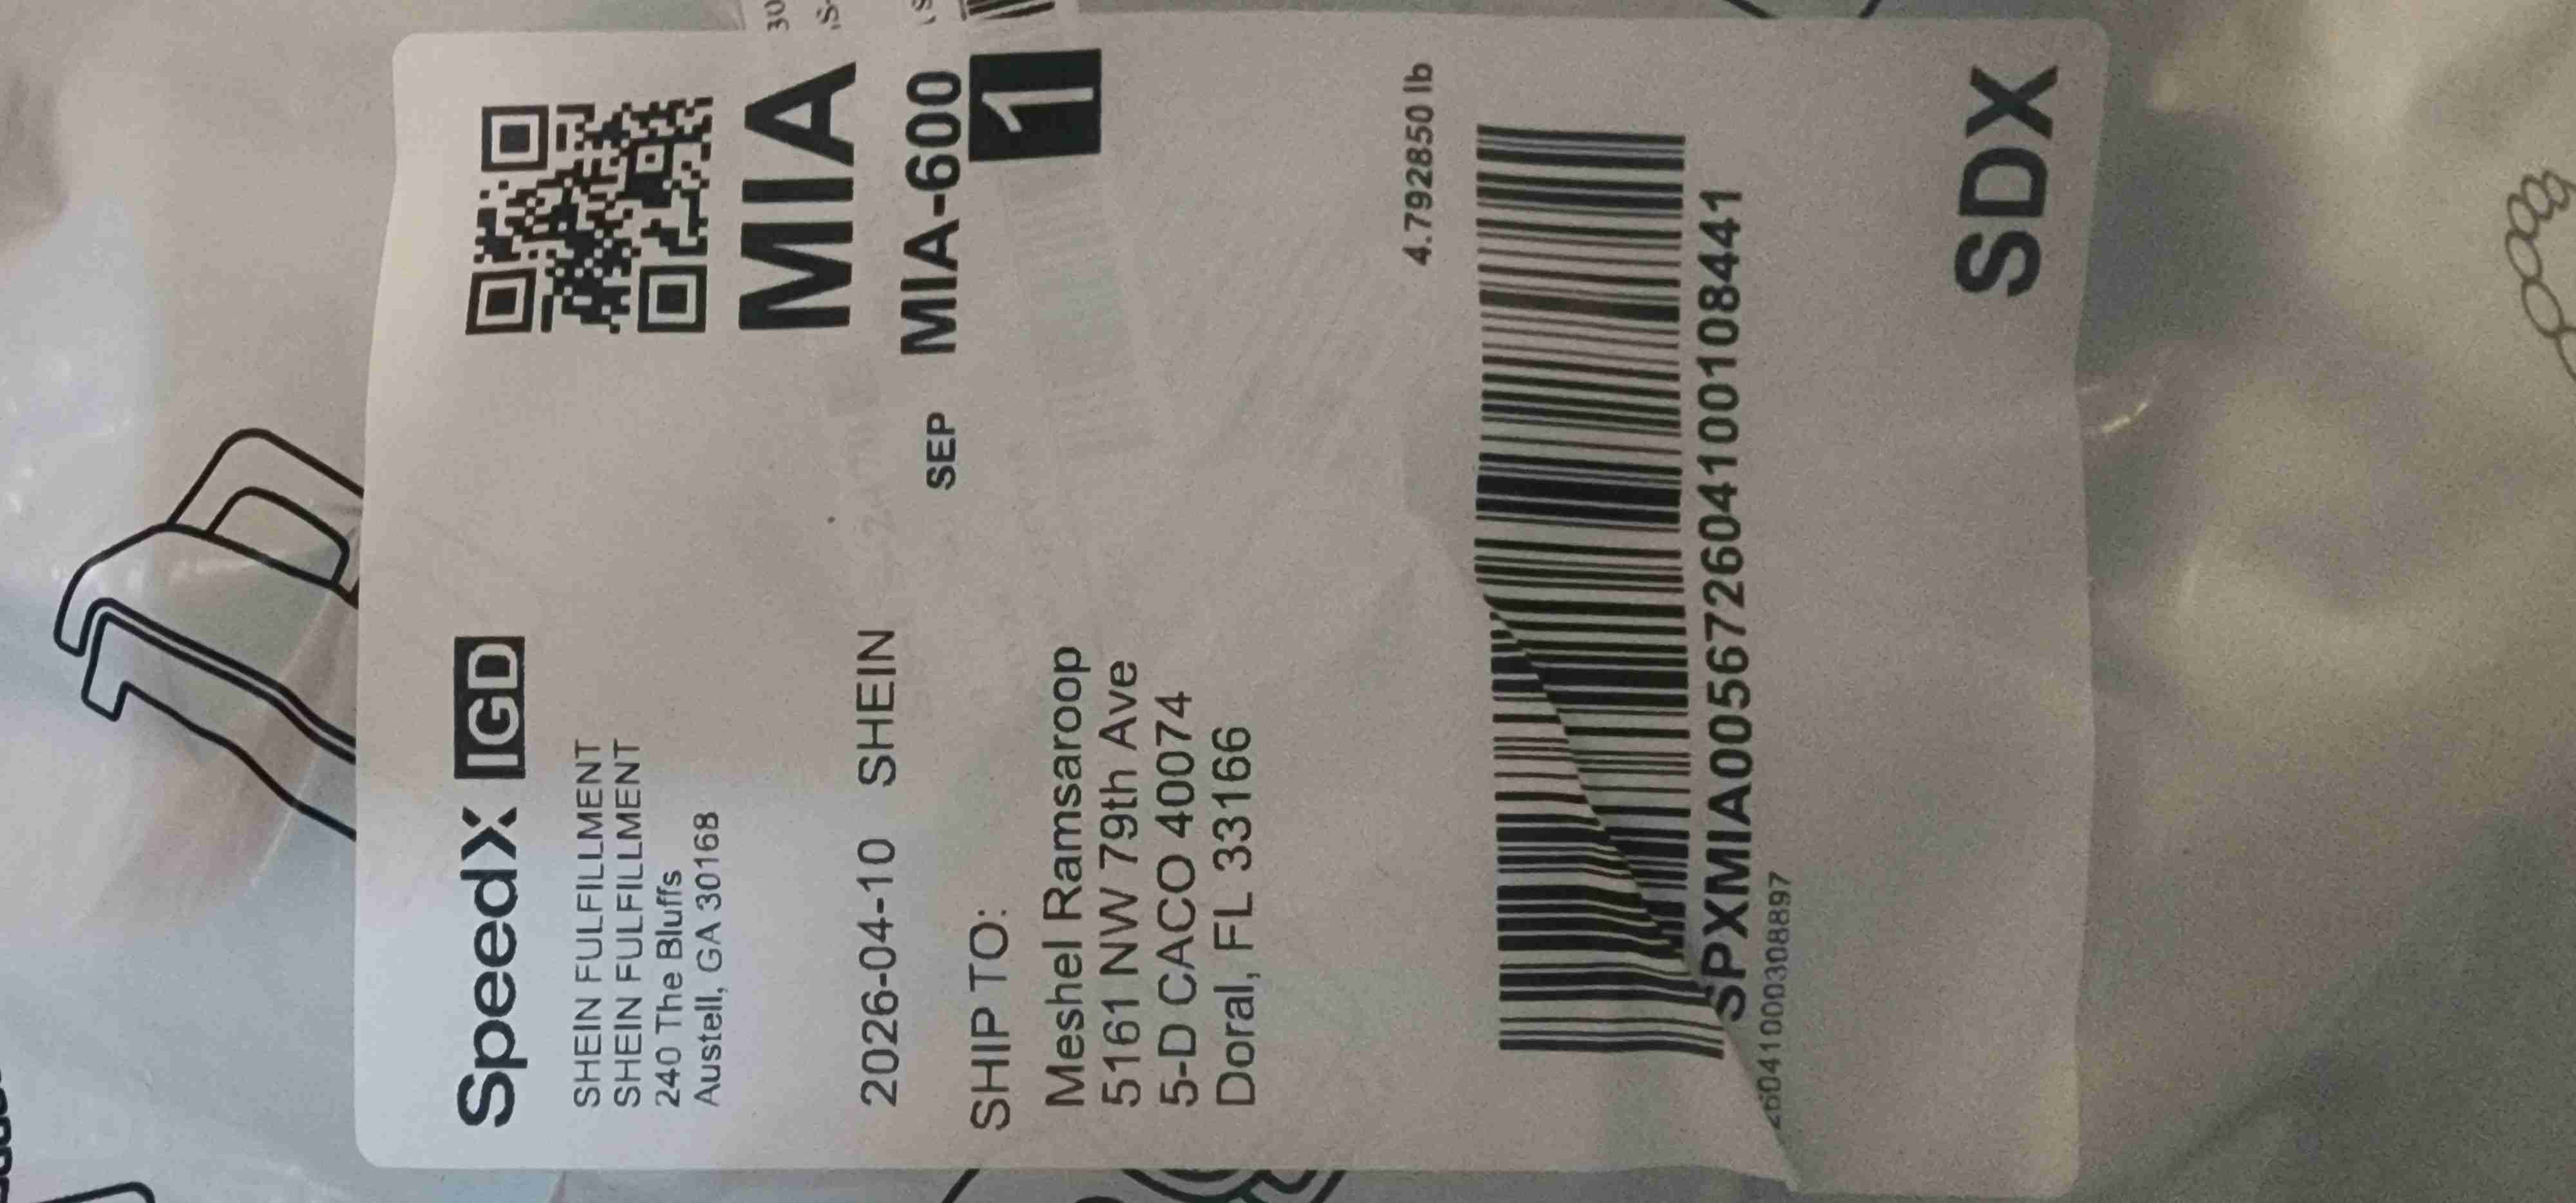 SpeedX IGD
SHEIN FULFILLMENT
SHEIN FULFILLMENT
240 The Bluffs
Austell, GA 30168
MIA
2026-04-10 SHEIN
SEP MIA-600
1
SHIP TO:
Meshel Ramsaroop
5161 NW 79th Ave
5-D CACO 40074
Doral, FL 33166
4.792850 lb
SPXMIA005672604100108441
26041000308897
SDX